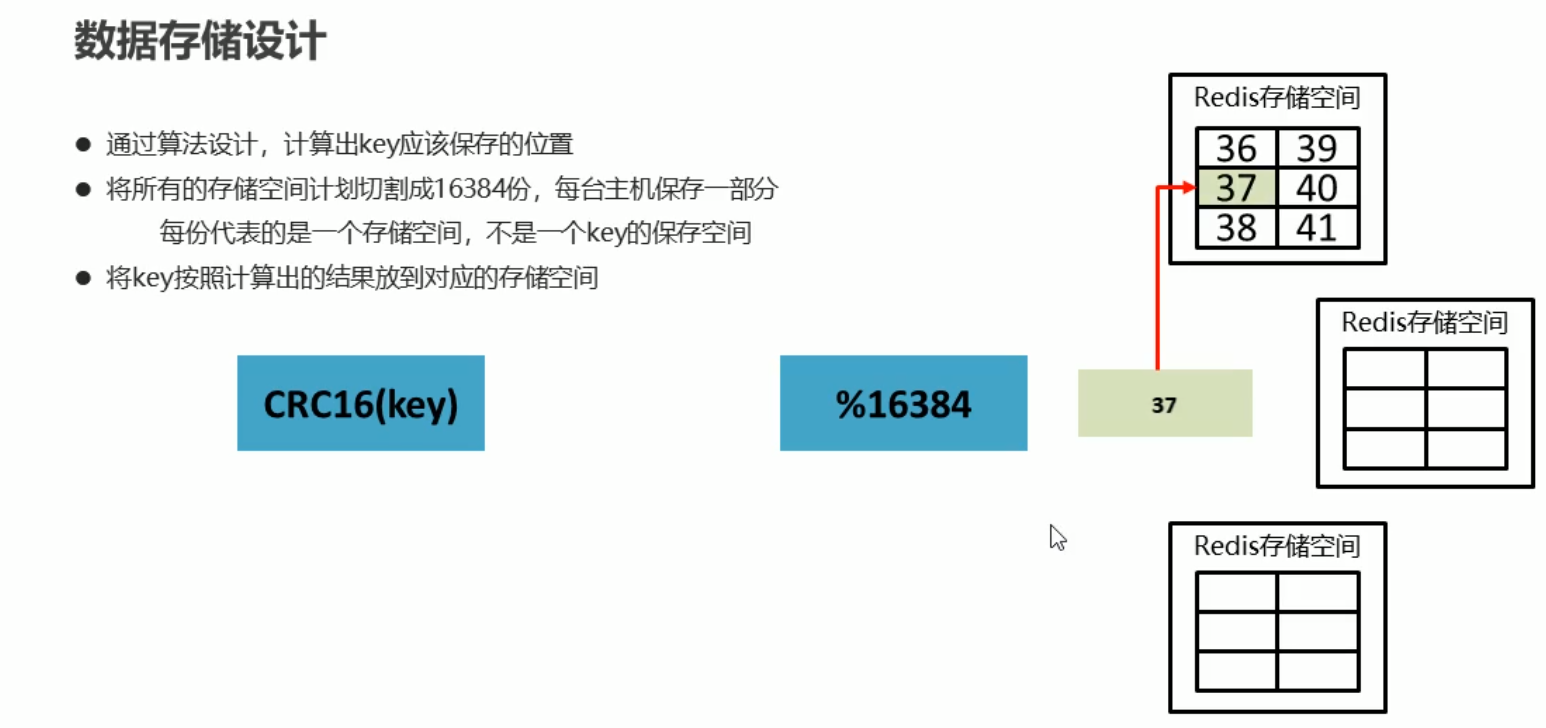 数据存储设计
● 通过算法设计，计算出key应该保存的位置
● 将所有的存储空间计划切割成16384份，每台主机保存一部分
每份代表的是一个存储空间，不是一个key的保存空间
● 将key按照计算出的结果放到对应的存储空间
Redis存储空间
36 39
37 40
38 41
Redis存储空间
CRC16(key) %16384 37
Redis存储空间